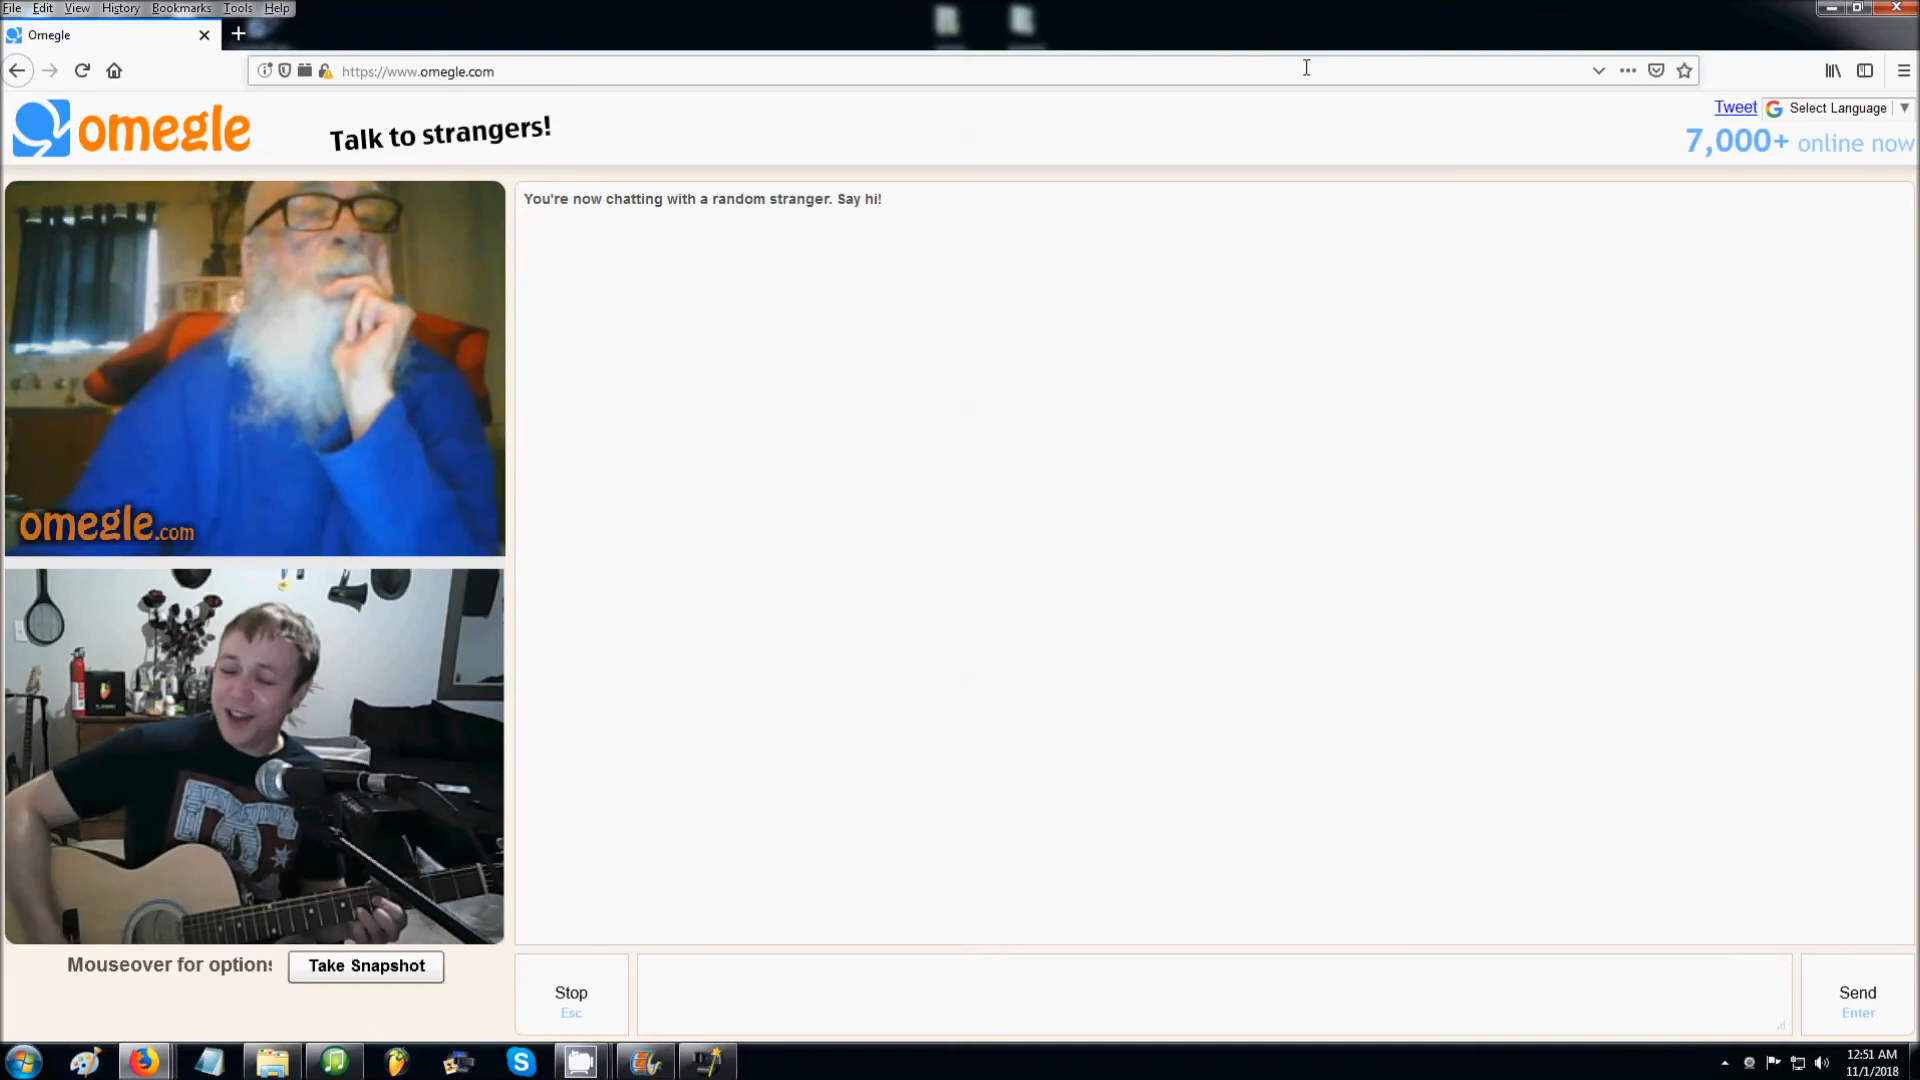 File Edit View History Bookmarks Tools Help
Omegle
https://www.omegle.com
omegle
Talk to strangers!
Tweet
Select Language
7,000+ online now
You're now chatting with a random stranger. Say hi!
omegle.com
DC
Mouseover for options
Take Snapshot
Stop
Esc
Send
Enter
12:51 AM
11/1/2018